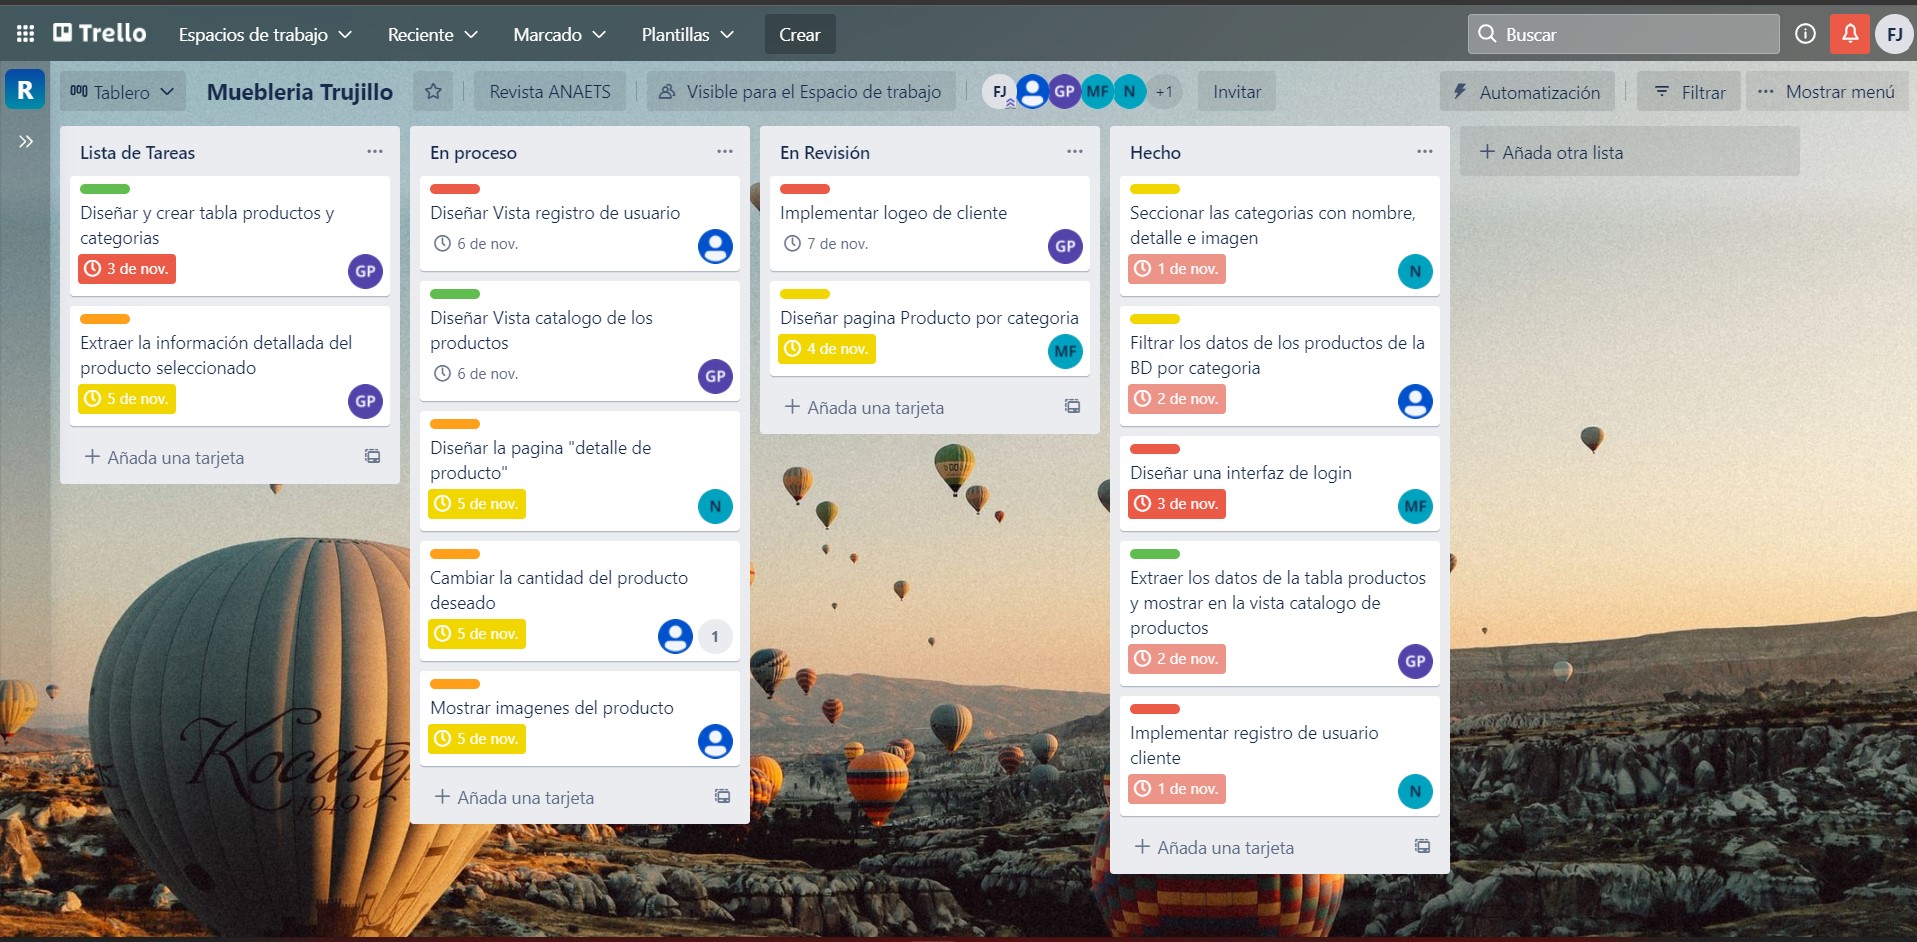 Trello
Espacios de trabajo
Reciente
Marcado
Plantillas
Crear
Buscar
FJ
R
Tablero
Muebleria Trujillo
Revista ANAETS
Visible para el Espacio de trabajo
FJ
GP
MF
N
+1
Invitar
Automatización
Filtrar
Mostrar menú
Lista de Tareas
Diseñar y crear tabla productos y
categorias
3 de nov.
GP
Extraer la información detallada del
producto seleccionado
5 de nov.
GP
+ Añada una tarjeta
En proceso
Diseñar Vista registro de usuario
6 de nov.
Diseñar Vista catalogo de los
productos
6 de nov.
GP
Diseñar la pagina "detalle de
producto"
5 de nov.
N
Cambiar la cantidad del producto
deseado
5 de nov.
1
Mostrar imagenes del producto
5 de nov.
+ Añada una tarjeta
En Revisión
Implementar logeo de cliente
7 de nov.
GP
Diseñar pagina Producto por categoria
4 de nov.
MF
+ Añada una tarjeta
Hecho
Seccionar las categorias con nombre,
detalle e imagen
1 de nov.
N
Filtrar los datos de los productos de la
BD por categoria
2 de nov.
Diseñar una interfaz de login
3 de nov.
MF
Extraer los datos de la tabla productos
y mostrar en la vista catalogo de
productos
2 de nov.
GP
Implementar registro de usuario
cliente
1 de nov.
N
+ Añada una tarjeta
+ Añada otra lista
1949